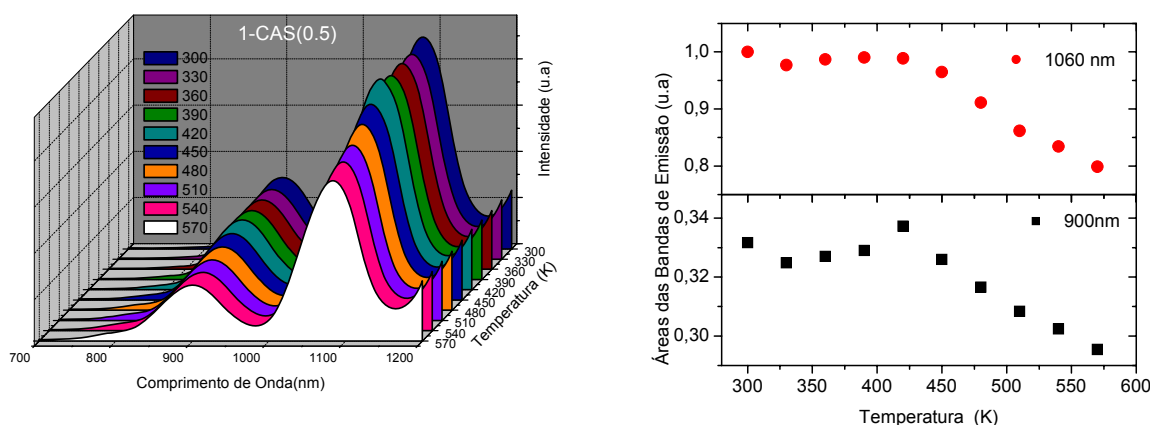 1-CAS(0.5)
300
330
360
390
420
450
480
510
540
570
Intensidade (u.a)
300
330
360
390
420
450
480
510
540
570
Temperatura (K)
700 800 900 1000 1100 1200
Comprimento de Onda(nm)
Áreas das Bandas de Emissão (u.a)
1,0
0,9
0,8
1060 nm
0,34
0,32
0,30
900nm
300 350 400 450 500 550 600
Temperatura (K)